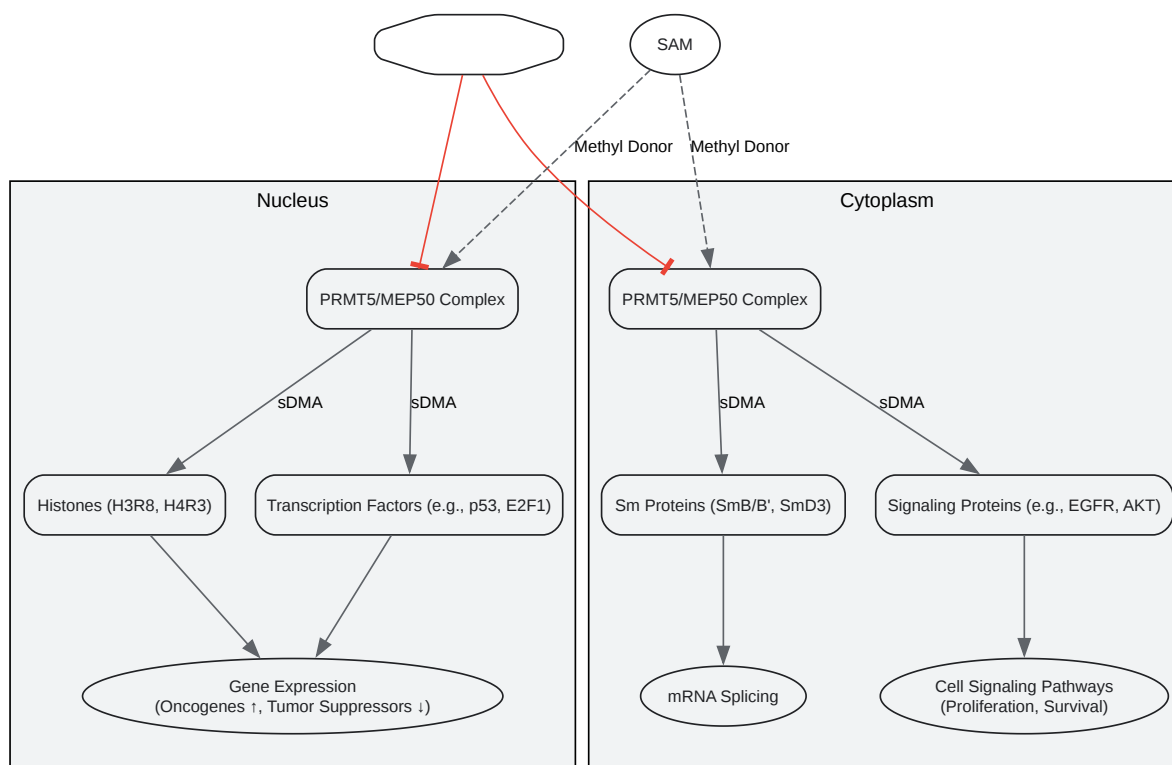 SAM
Methyl Donor
Methyl Donor
Nucleus
Cytoplasm
PRMT5/MEP50 Complex
PRMT5/MEP50 Complex
sDMA
sDMA
sDMA
sDMA
Histones (H3R8, H4R3)
Transcription Factors (e.g., p53, E2F1)
Sm Proteins (SmB/B', SmD3)
Signaling Proteins (e.g., EGFR, AKT)
Gene Expression
(Oncogenes ↑, Tumor Suppressors ↓)
mRNA Splicing
Cell Signaling Pathways
(Proliferation, Survival)